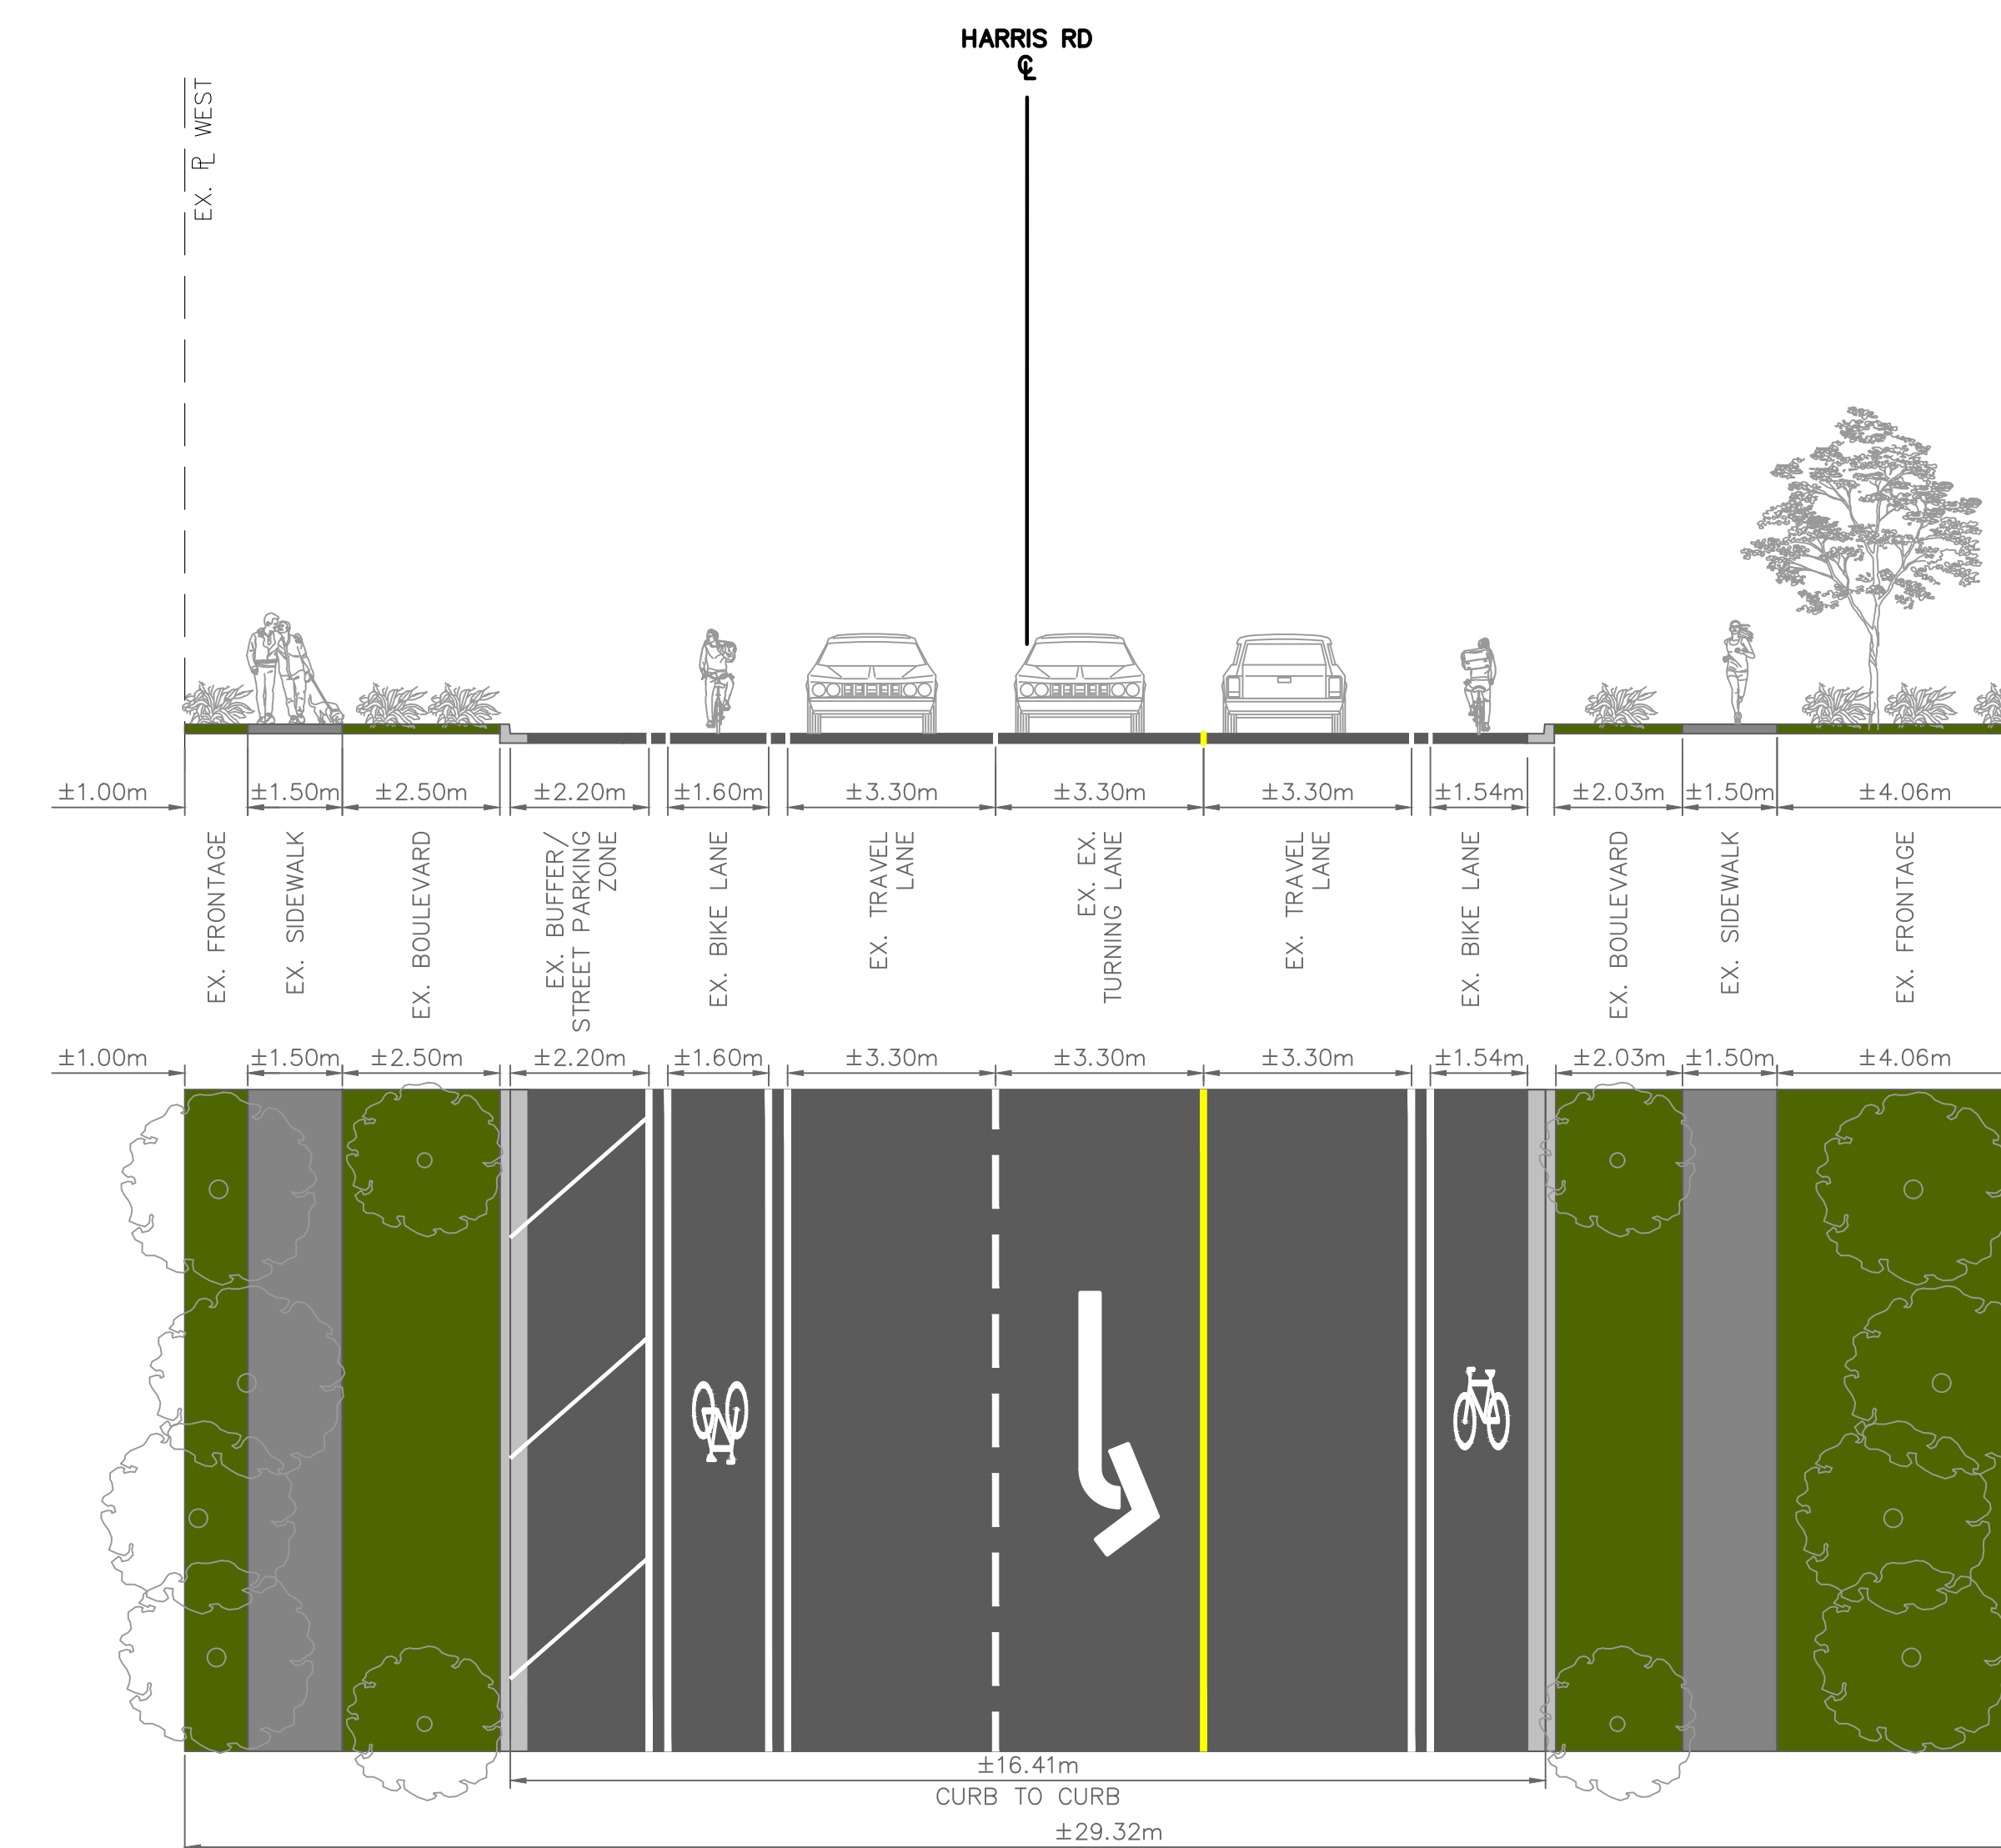 HARRIS RD
℄
EX. ⅊ WEST
±1.00m
±1.50m
±2.50m
±2.20m
±1.60m
±3.30m
±3.30m
±3.30m
±1.54m
±2.03m
±1.50m
±4.06m
EX. FRONTAGE
EX. SIDEWALK
EX. BOULEVARD
EX. BUFFER/
STREET PARKING
ZONE
EX. BIKE LANE
EX. TRAVEL
LANE
EX. EX.
TURNING LANE
EX. TRAVEL
LANE
EX. BIKE LANE
EX. BOULEVARD
EX. SIDEWALK
EX. FRONTAGE
±1.00m
±1.50m
±2.50m
±2.20m
±1.60m
±3.30m
±3.30m
±3.30m
±1.54m
±2.03m
±1.50m
±4.06m
±16.41m
CURB TO CURB
±29.32m